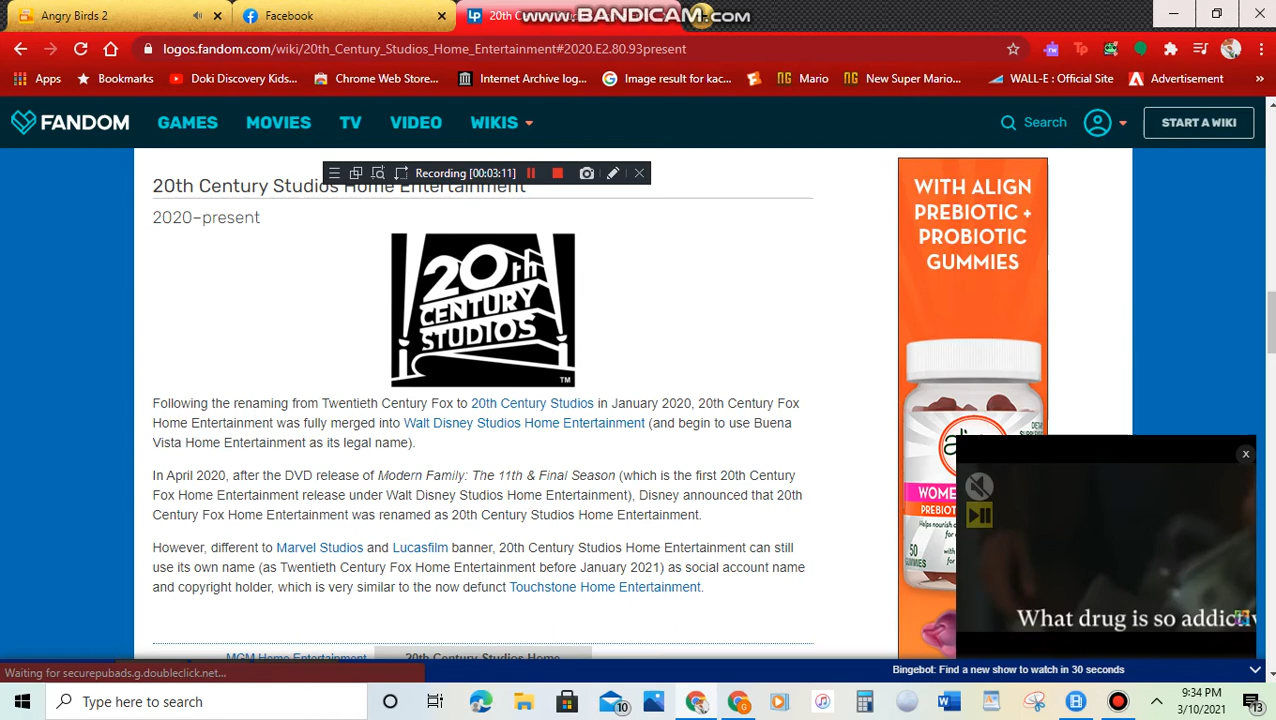 Angry Birds 2
Facebook
20th C
www.BANDICAM.com
logos.fandom.com/wiki/20th_Century_Studios_Home_Entertainment#2020.E2.80.93present
Apps
Bookmarks
Doki Discovery Kids...
Chrome Web Store...
Internet Archive log...
Image result for kac...
Mario
New Super Mario...
WALL-E : Official Site
Advertisement
FANDOM
GAMES
MOVIES
TV
VIDEO
WIKIS
Search
START A WIKI
Recording [00:03:11]
20th Century Studios Home Entertainment
2020–present
20th
CENTURY
STUDIOS
TM
Following the renaming from Twentieth Century Fox to 20th Century Studios in January 2020, 20th Century Fox
Home Entertainment was fully merged into Walt Disney Studios Home Entertainment (and begin to use Buena
Vista Home Entertainment as its legal name).
In April 2020, after the DVD release of Modern Family: The 11th & Final Season (which is the first 20th Century
Fox Home Entertainment release under Walt Disney Studios Home Entertainment), Disney announced that 20th
Century Fox Home Entertainment was renamed as 20th Century Studios Home Entertainment.
However, different to Marvel Studios and Lucasfilm banner, 20th Century Studios Home Entertainment can still
use its own name (as Twentieth Century Fox Home Entertainment before January 2021) as social account name
and copyright holder, which is very similar to the now defunct Touchstone Home Entertainment.
MGM Home Entertainment
20th Century Studios Home
WITH ALIGN
PREBIOTIC +
PROBIOTIC
GUMMIES
WOME
PREBIO
50
GUMMIES
What drug is so addictiv
Bingebot: Find a new show to watch in 30 seconds
Waiting for securepubads.g.doubleclick.net...
Type here to search
10
9:34 PM
3/10/2021
13